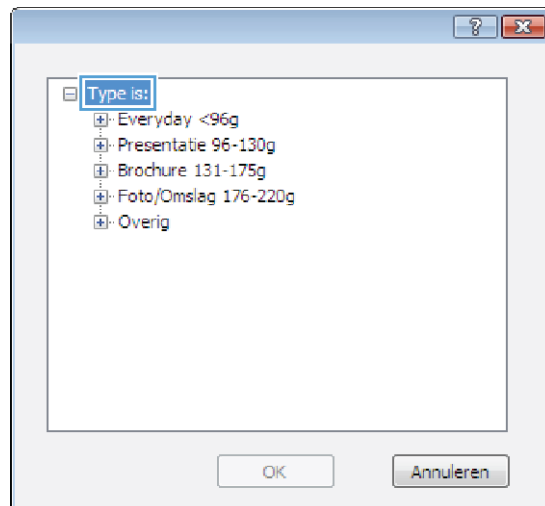 Type is:
Everyday <96g
Presentatie 96-130g
Brochure 131-175g
Foto/Omslag 176-220g
Overig
OK Annuleren